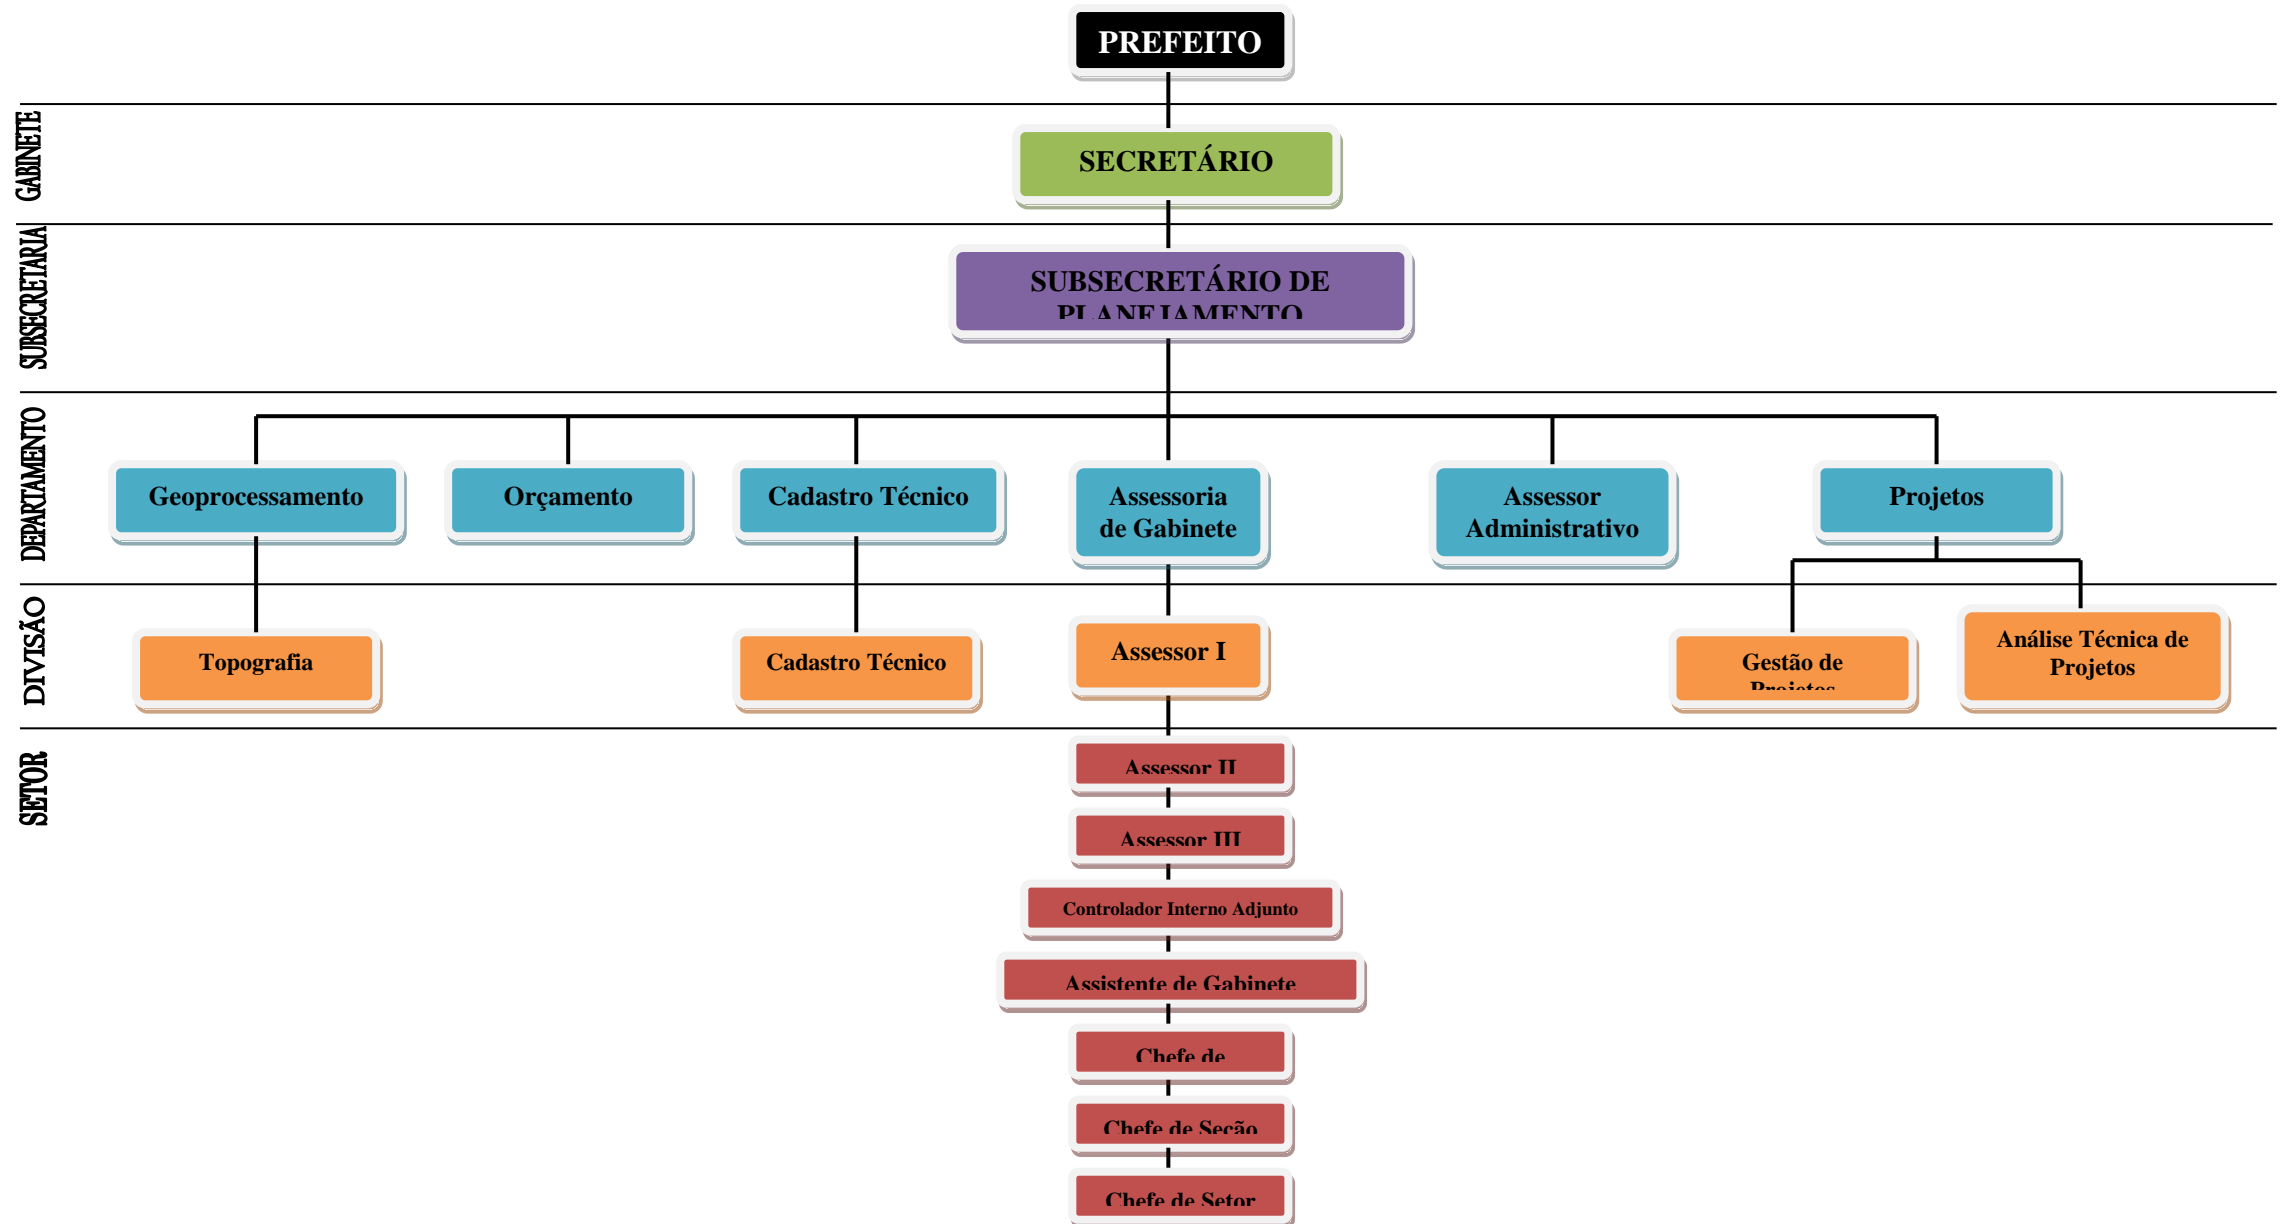 PREFEITO
GABINETE
SECRETÁRIO
SUBSECRETARIA
SUBSECRETÁRIO DE
PLANEJAMENTO
DEPARTAMENTO
Geoprocessamento
Orçamento
Cadastro Técnico
Assessoria
de Gabinete
Assessor
Administrativo
Projetos
DIVISÃO
Topografia
Cadastro Técnico
Assessor I
Gestão de
Projetos
Análise Técnica de
Projetos
SETOR
Assessor II
Assessor III
Controlador Interno Adjunto
Assistente de Gabinete
Chefe de
Chefe de Seção
Chefe de Setor